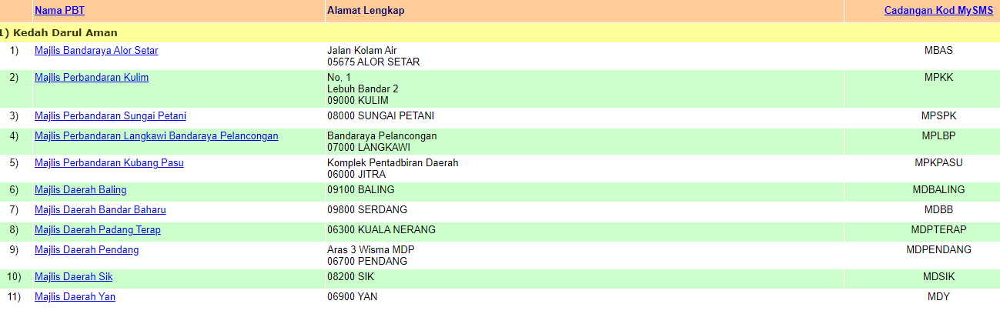 Nama PBT Alamat Lengkap Cadangan Kod MySMS
1) Kedah Darul Aman
1) Majlis Bandaraya Alor Setar Jalan Kolam Air MBAS
05675 ALOR SETAR
2) Majlis Perbandaran Kulim No, 1 MPKK
Lebuh Bandar 2
09000 KULIM
3) Majlis Perbandaran Sungai Petani 08000 SUNGAI PETANI MPSPK
4) Majlis Perbandaran Langkawi Bandaraya Pelancongan Bandaraya Pelancongan MPLBP
07000 LANGKAWI
5) Majlis Perbandaran Kubang Pasu Komplek Pentadbiran Daerah MPKPASU
06000 JITRA
6) Majlis Daerah Baling 09100 BALING MDBALING
7) Majlis Daerah Bandar Baharu 09800 SERDANG MDBB
8) Majlis Daerah Padang Terap 06300 KUALA NERANG MDPTERAP
9) Majlis Daerah Pendang Aras 3 Wisma MDP MDPENDANG
06700 PENDANG
10) Majlis Daerah Sik 08200 SIK MDSIK
11) Majlis Daerah Yan 06900 YAN MDY